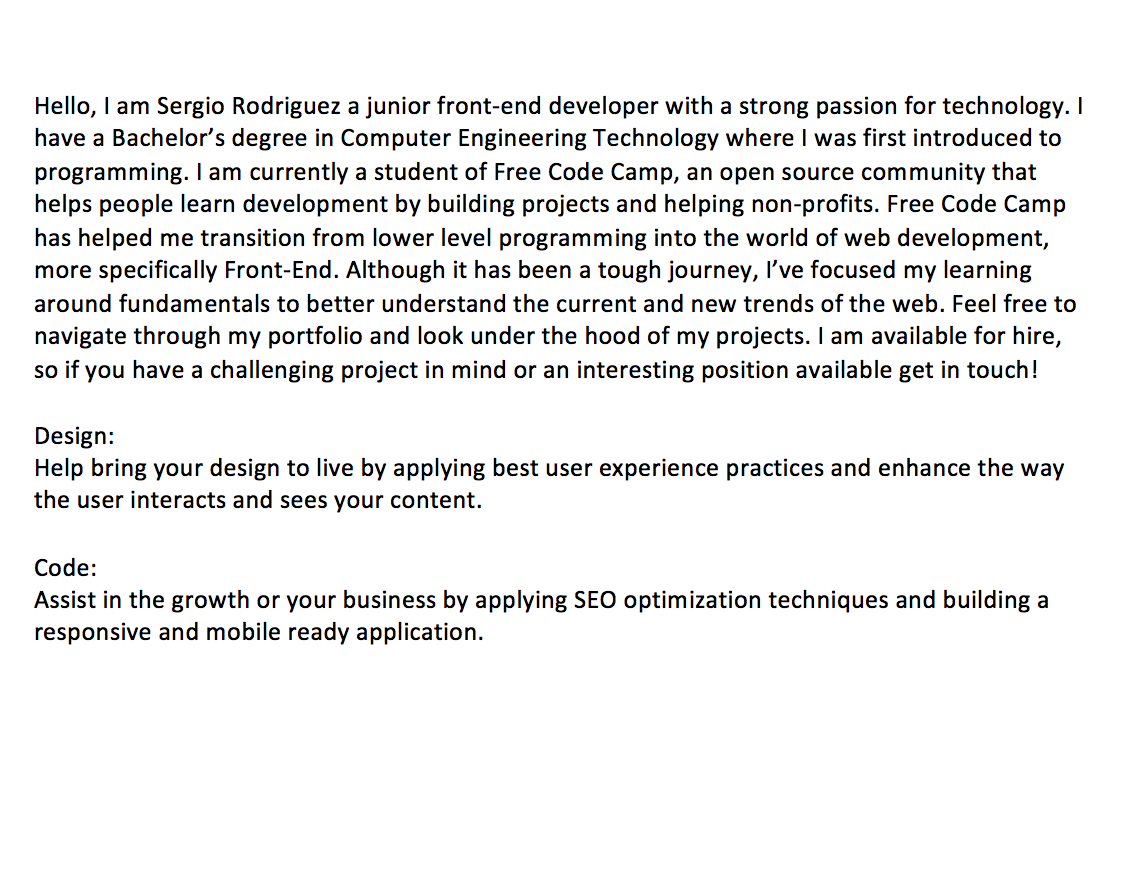 Hello, I am Sergio Rodriguez a junior front-end developer with a strong passion for technology. I
have a Bachelor’s degree in Computer Engineering Technology where I was first introduced to
programming. I am currently a student of Free Code Camp, an open source community that
helps people learn development by building projects and helping non-profits. Free Code Camp
has helped me transition from lower level programming into the world of web development,
more specifically Front-End. Although it has been a tough journey, I’ve focused my learning
around fundamentals to better understand the current and new trends of the web. Feel free to
navigate through my portfolio and look under the hood of my projects. I am available for hire,
so if you have a challenging project in mind or an interesting position available get in touch!
Design:
Help bring your design to live by applying best user experience practices and enhance the way
the user interacts and sees your content.
Code:
Assist in the growth or your business by applying SEO optimization techniques and building a
responsive and mobile ready application.